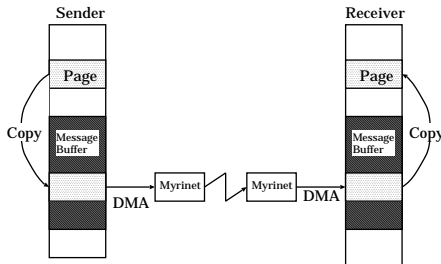 Sender
Receiver
Page
Page
Copy
Copy
Message
Buffer
Message
Buffer
Myrinet
Myrinet
DMA
DMA